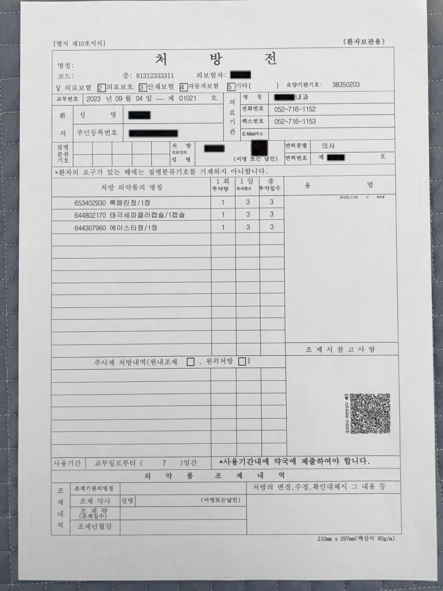 [별지 제10호서식]
(환자보관용)
처 방 전
명칭:
코드: 증: 81312333311 피보험자:
V 의료보험 2 의료보호 3 산재보험 4 자동차보험 5 기타( ) 요양기관기호: 38350203
교부번호 2023 년 09 월 04 일 — 제 01021 호
환 자
성 명
주민등록번호
의 료 기 관
명 칭 내과
전화번호 052-716-1152
팩스번호 052-716-1153
E-Mail주소
질병 분류 기호
처 방 의료인의 성 명
(서명 또는 날인)
면허종별 의사
면허번호 제 호
*환자의 요구가 있는 때에는 질병분류기호를 기재하지 아니합니다.
처방 의약품의 명칭 1 회 투약량 1 일 투여횟수 총 투약일수 용 법
653402930 록페린정/1정 1 3 3
644802170 태극세파클러캡슐/1캡슐 1 3 3
644307960 에이스타정/1정 1 3 3
조 제 시 참 고 사 항
주사제 처방내역(원내조제 , 원외처방 )
사용기간 교부일로부터 ( 7 )일간 *사용기간내에 약국에 제출하여야 합니다.
의 약 품 조 제 내 역
조 제 내 역
조제기관의명칭
처방의 변경,수정,확인대체시 그 내용 등
조제 약사 성명 (서명또는날인)
조 제 량 (조제일수)
조제년월일
210mm x 297mm(백상지 80g/m)